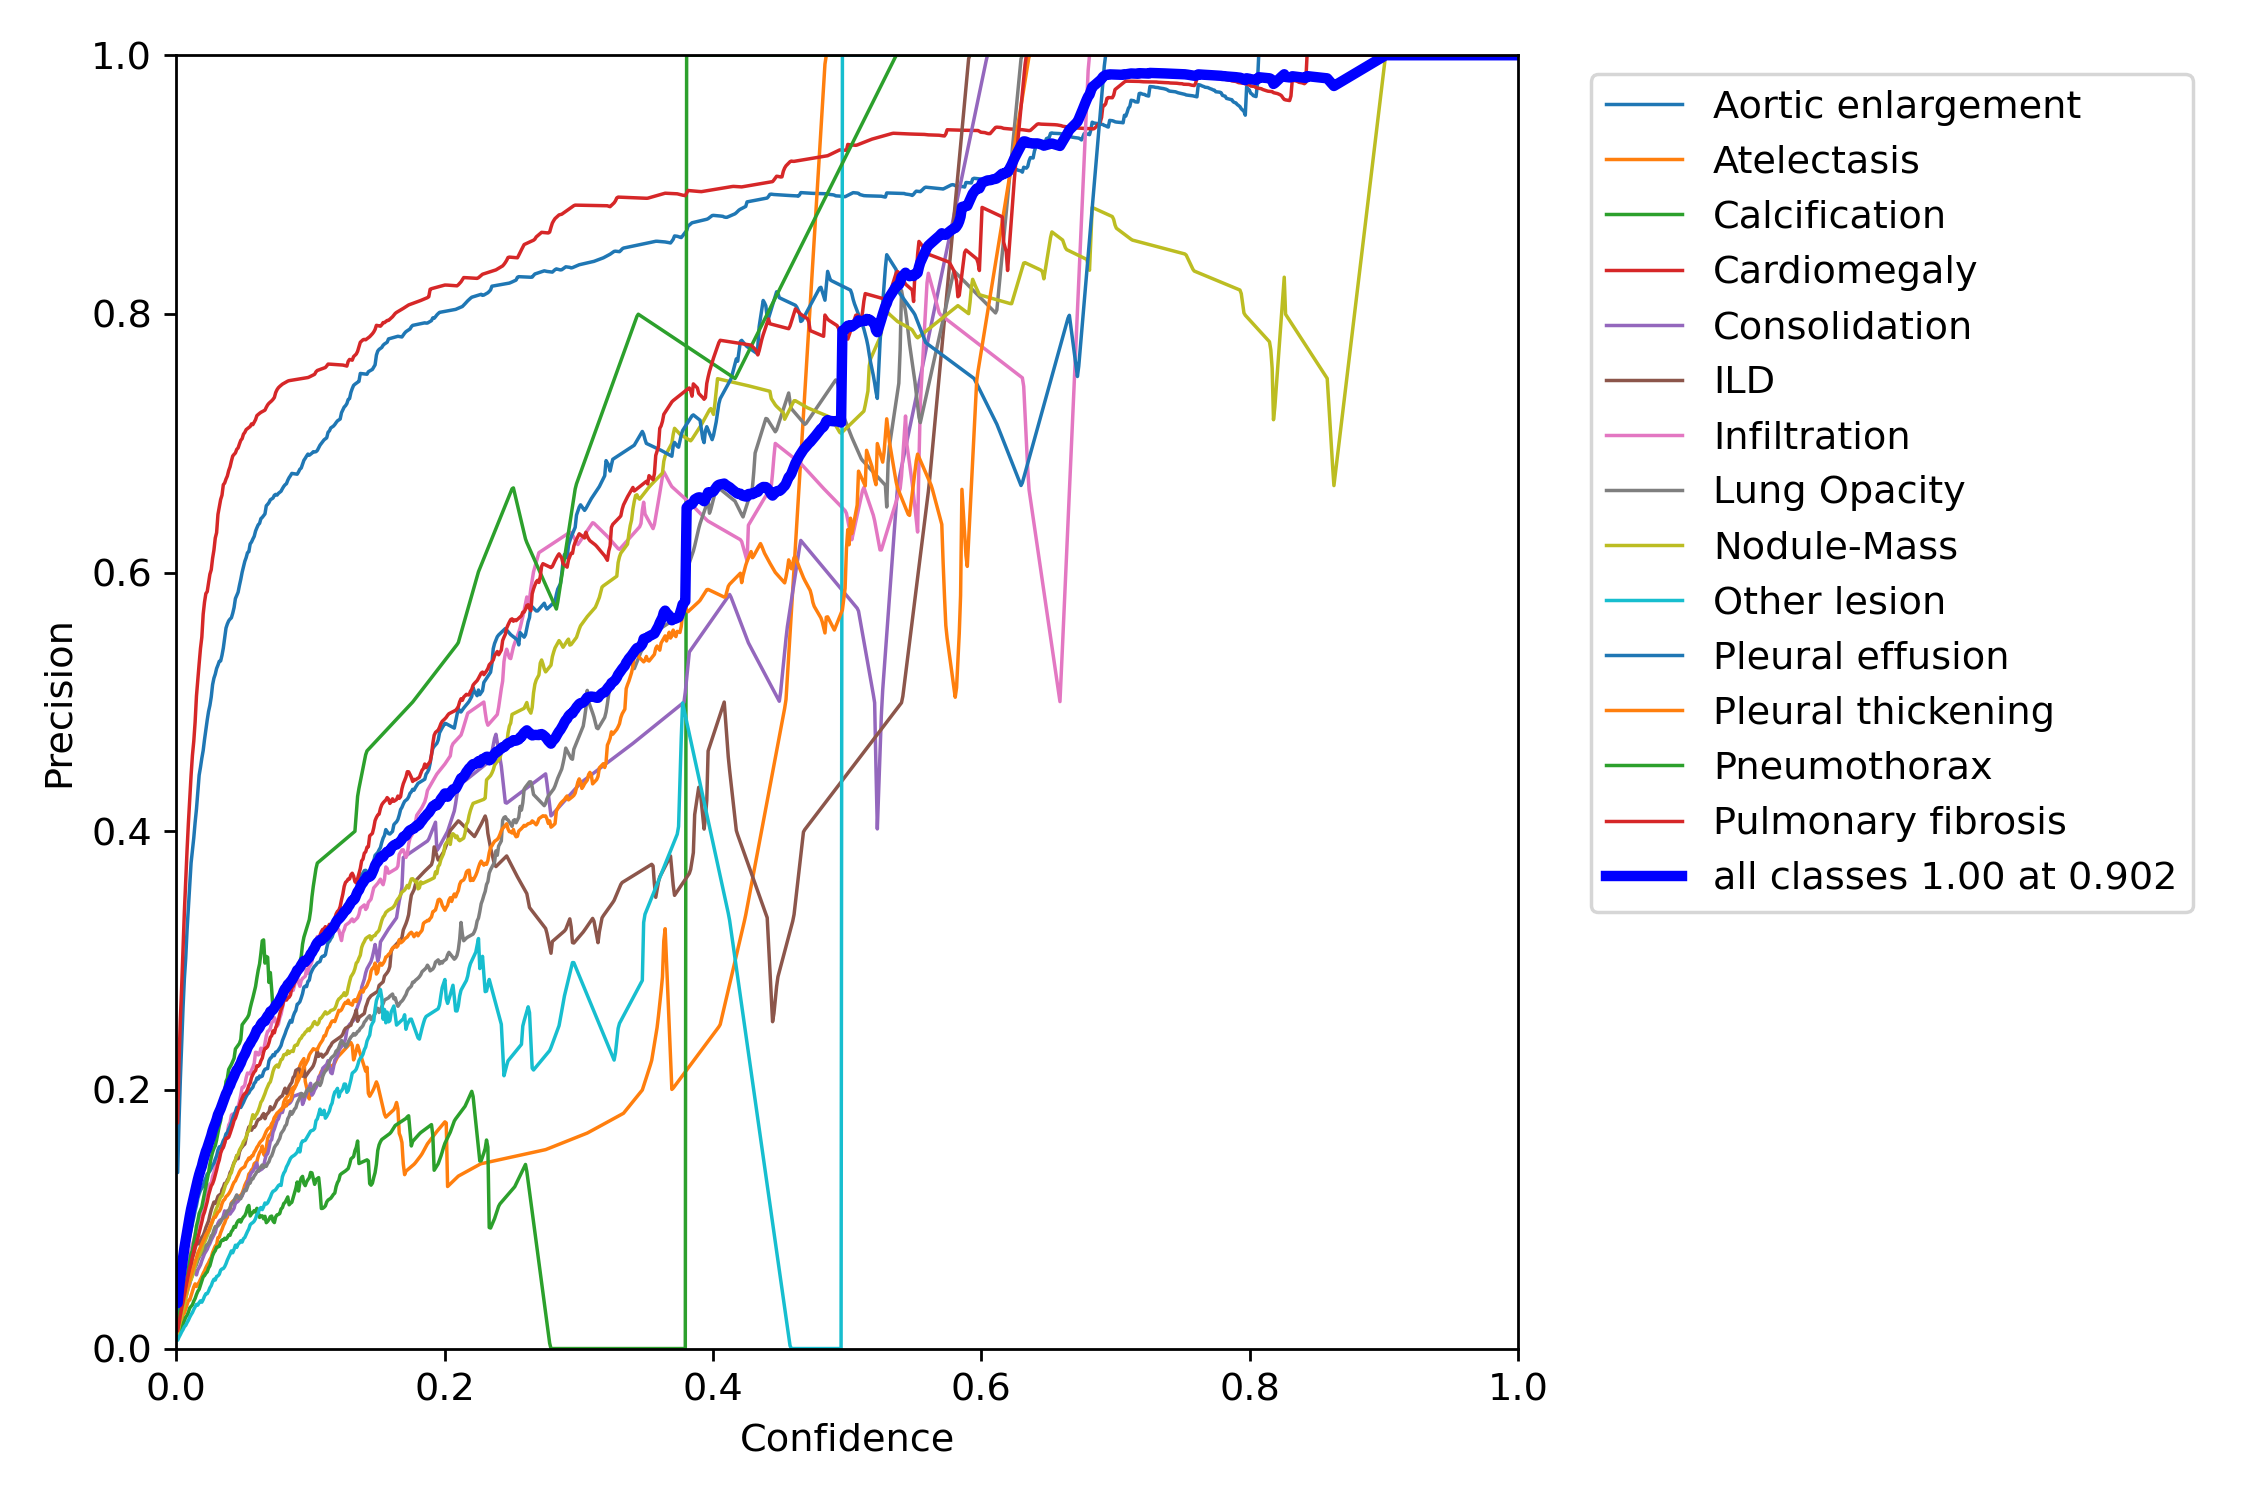 1.0
0.8
0.6
0.4
0.2
0.0
Precision
0.0 0.2 0.4 0.6 0.8 1.0
Confidence
Aortic enlargement
Atelectasis
Calcification
Cardiomegaly
Consolidation
ILD
Infiltration
Lung Opacity
Nodule-Mass
Other lesion
Pleural effusion
Pleural thickening
Pneumothorax
Pulmonary fibrosis
all classes 1.00 at 0.902